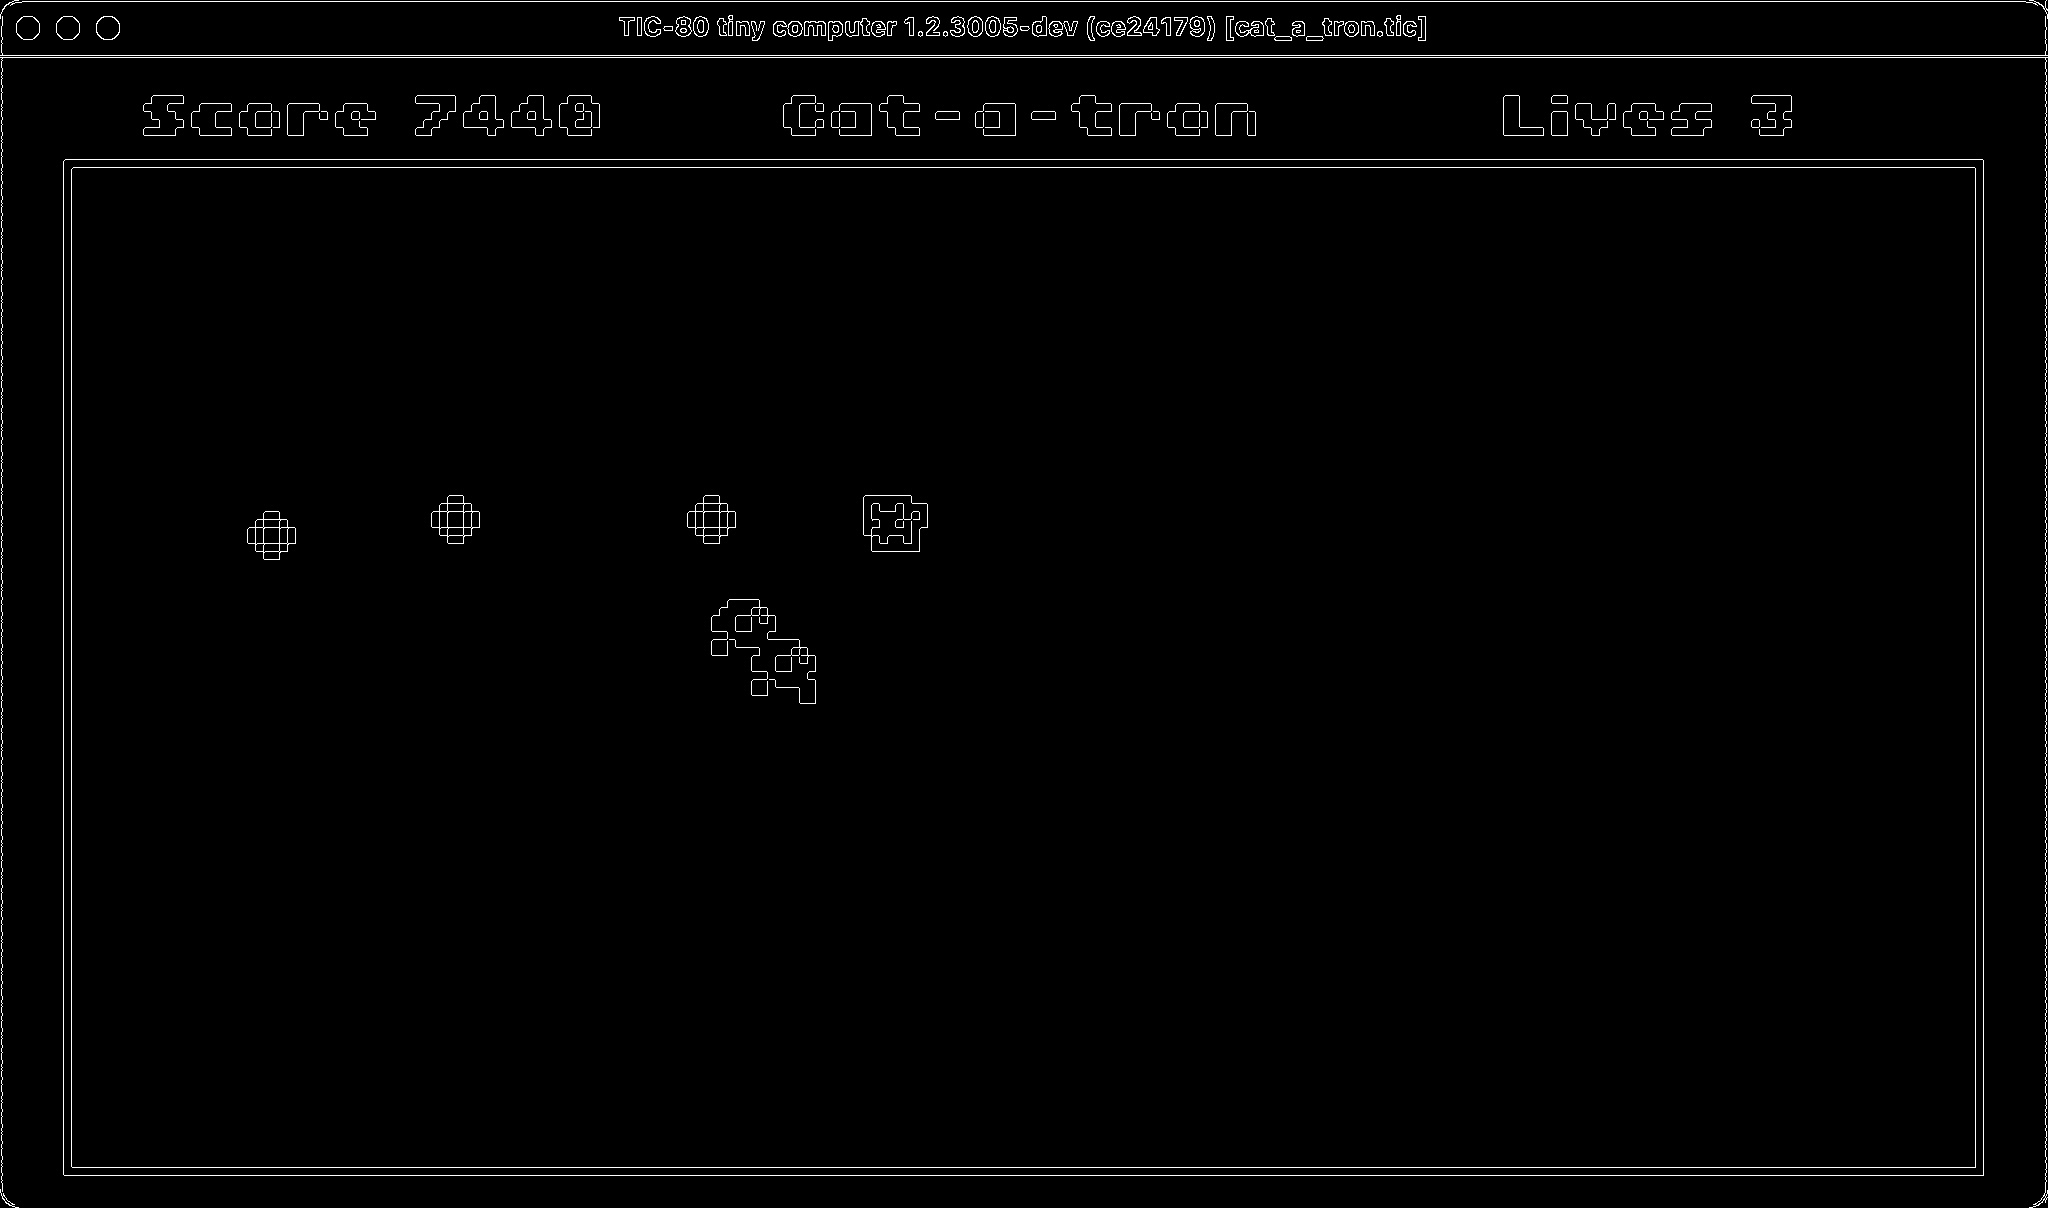 TIC-80 tiny computer 1.2.3005-dev (ce24179) [cat_a_tron.tic]
Score 7440 Cat-a-tron Lives 3